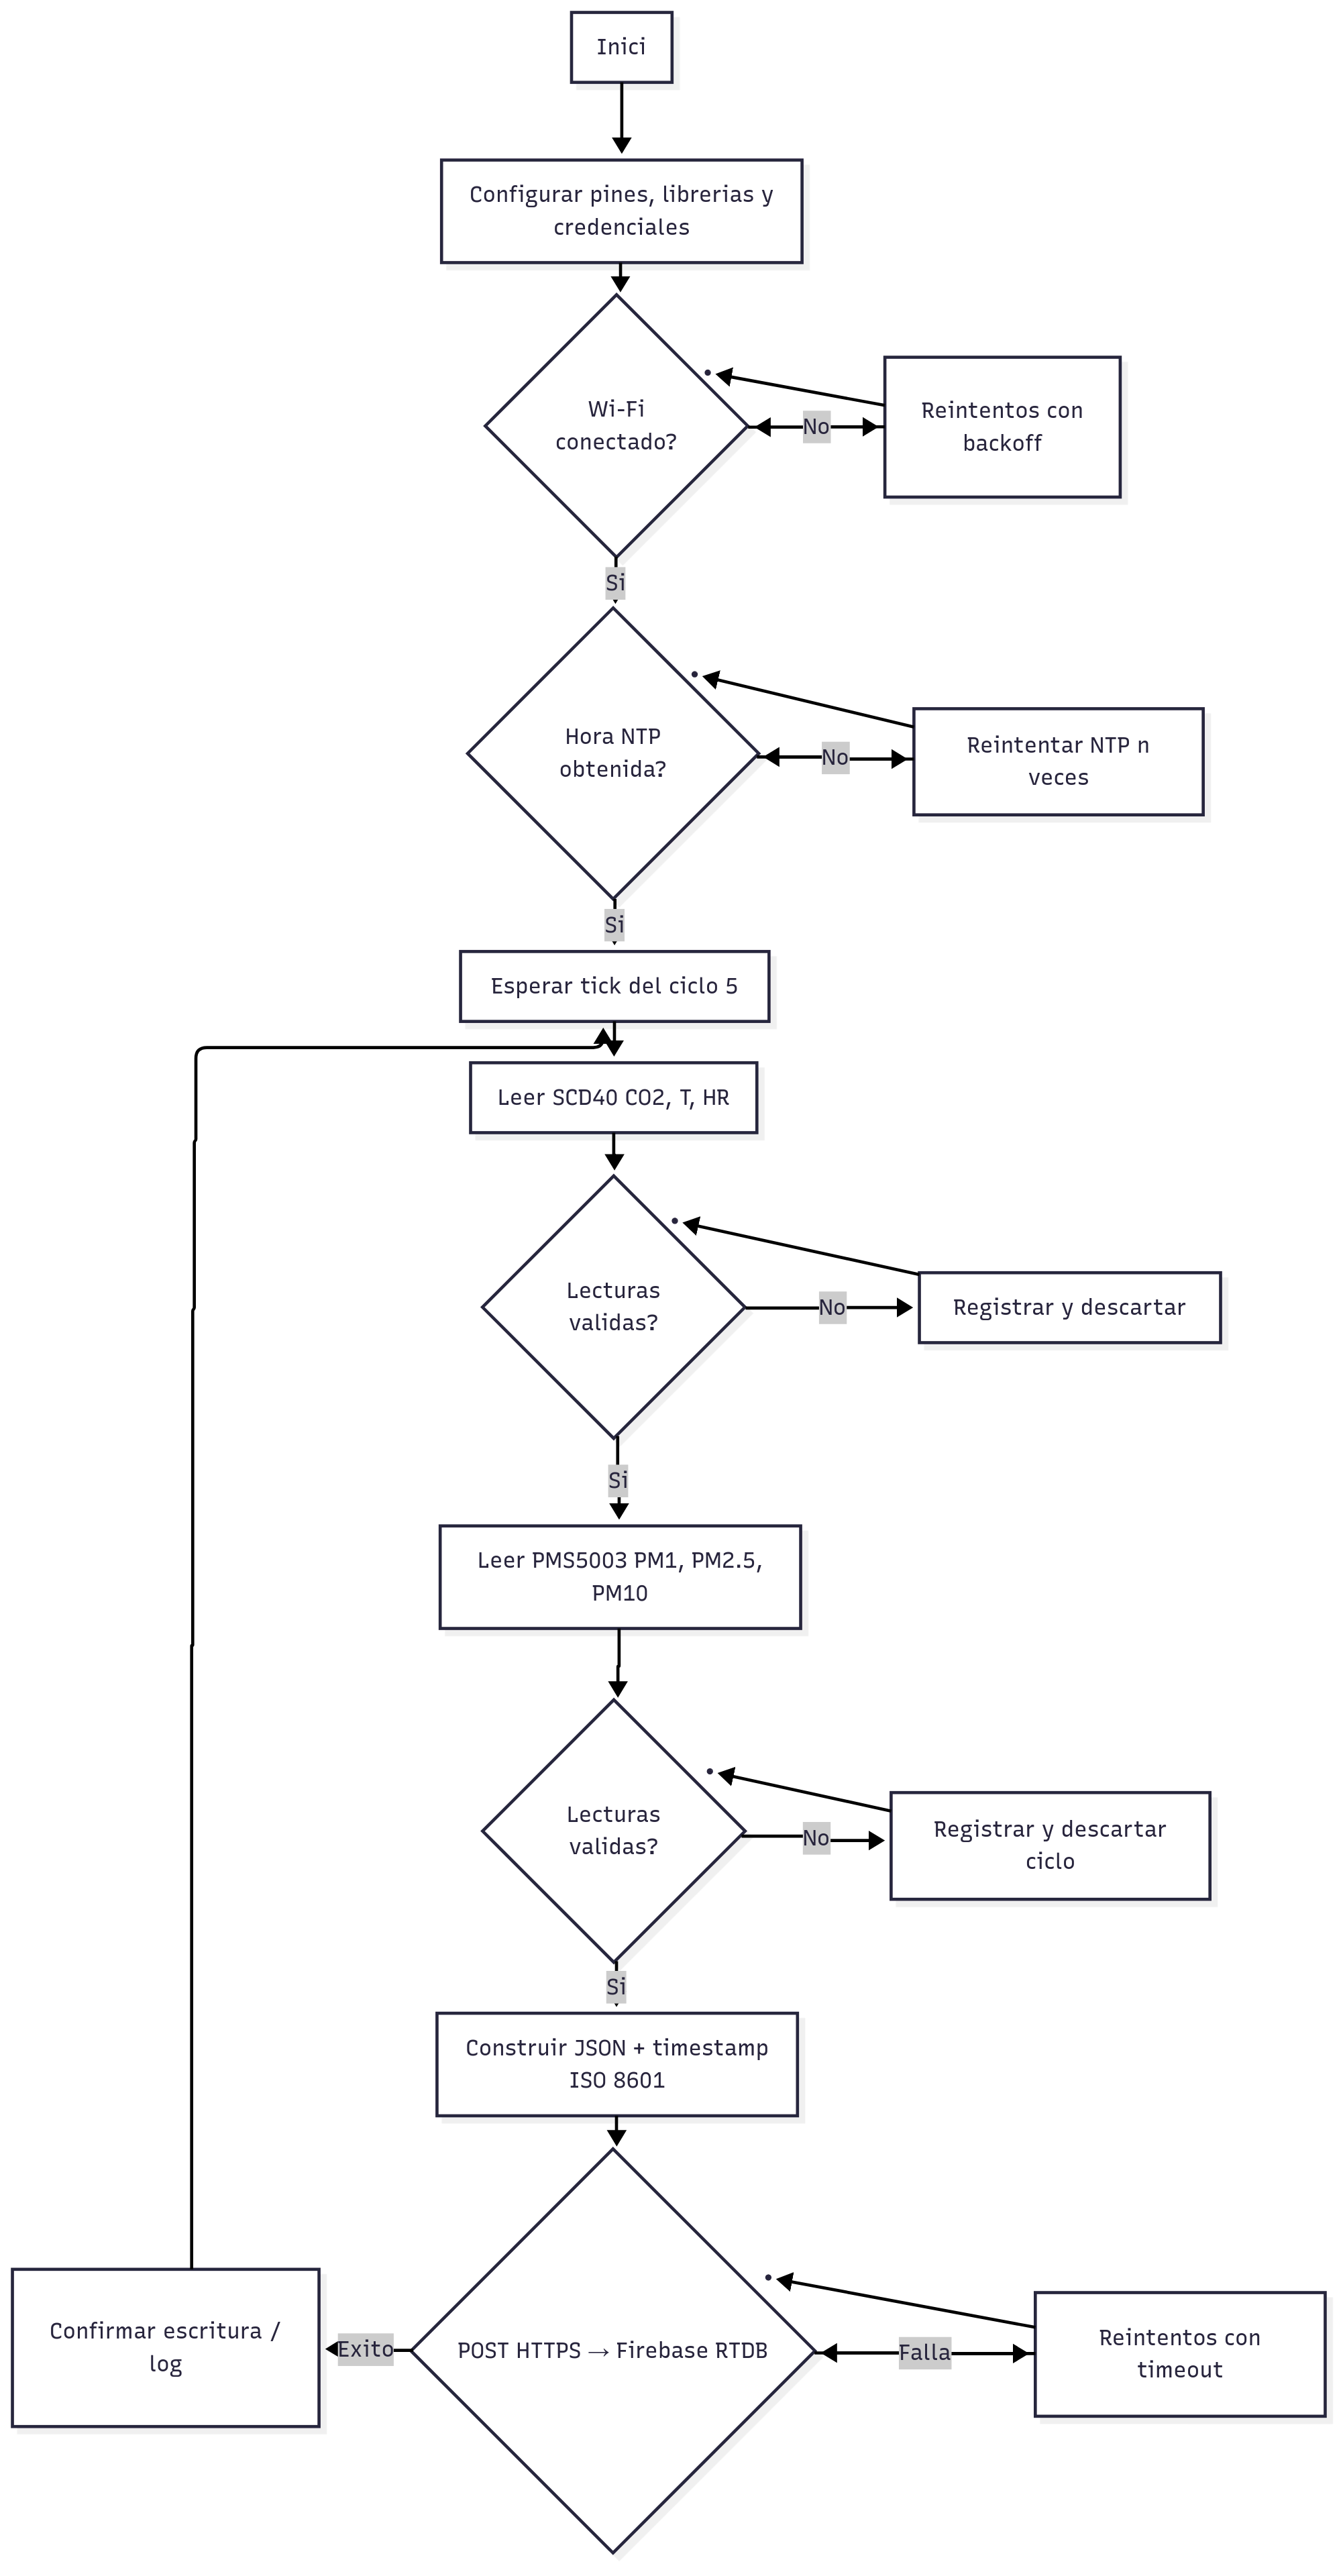 Inici
Configurar pines, librerias y
credenciales
Wi-Fi
conectado?
No
Reintentos con
backoff
Si
Hora NTP
obtenida?
No
Reintentar NTP n
veces
Si
Esperar tick del ciclo 5
Leer SCD40 CO2, T, HR
Lecturas
validas?
No
Registrar y descartar
Si
Leer PMS5003 PM1, PM2.5,
PM10
Lecturas
validas?
No
Registrar y descartar
ciclo
Si
Construir JSON + timestamp
ISO 8601
Confirmar escritura /
log
Exito
POST HTTPS → Firebase RTDB
Falla
Reintentos con
timeout